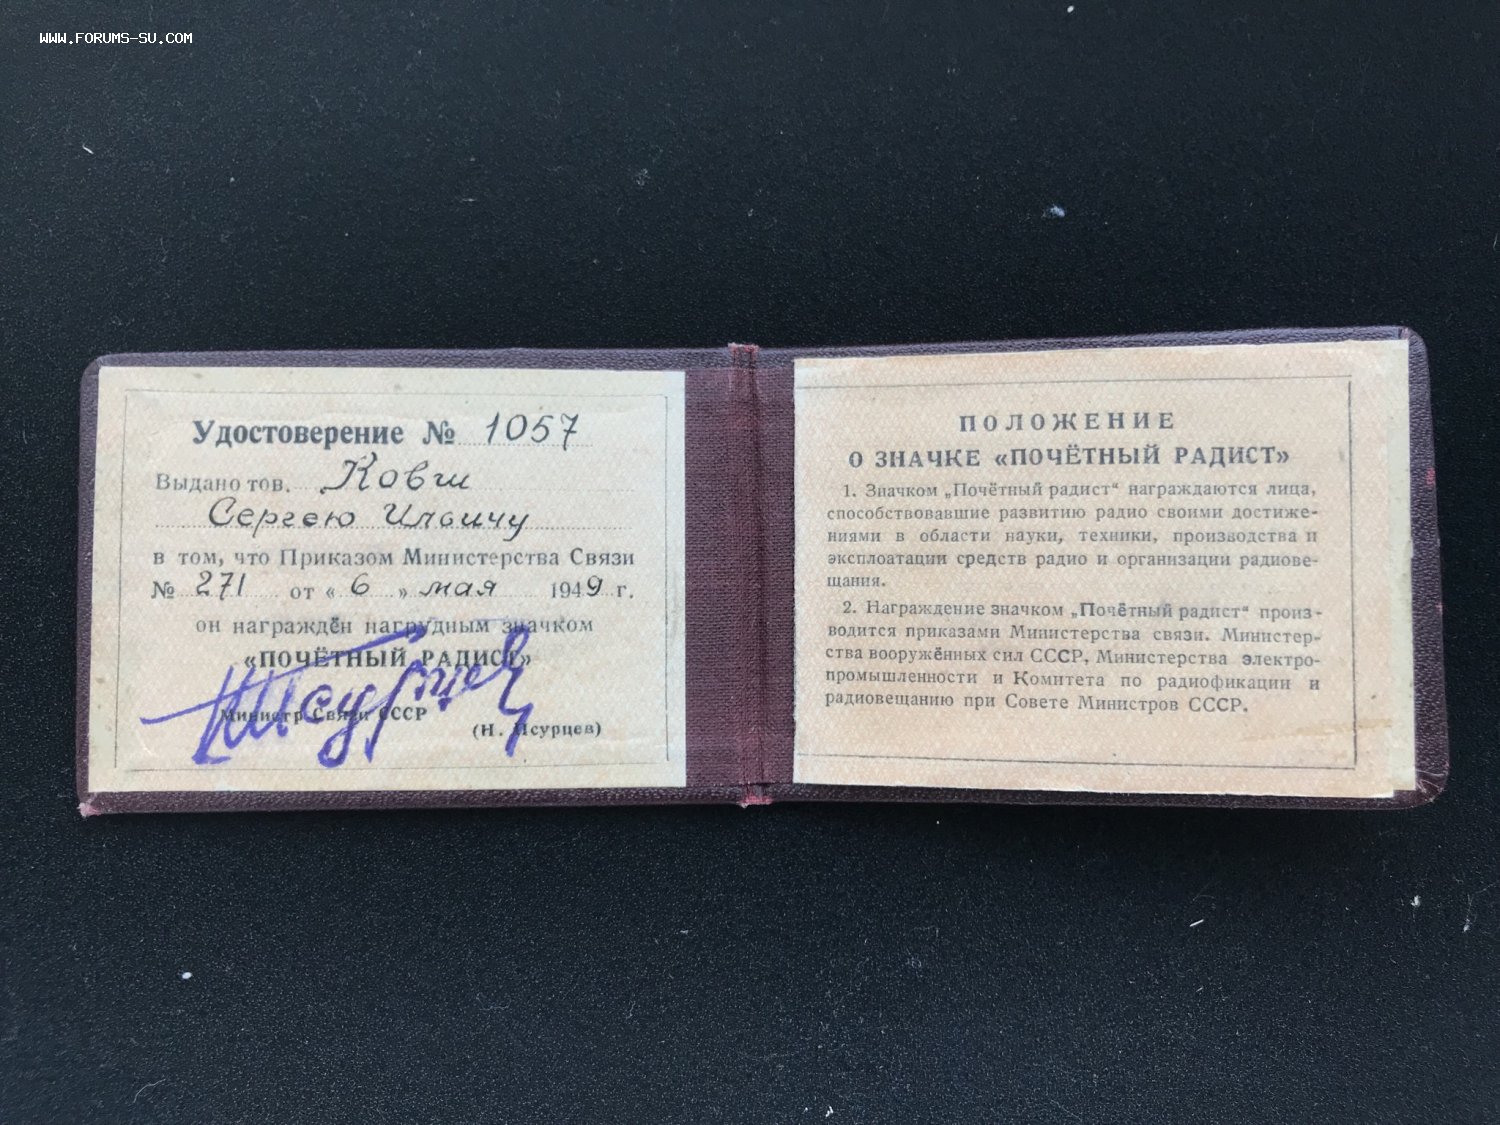 WWW.FORUMS-SU.COM
Удостоверение № 1057
Выдано тов. Ковш
Сергею Ильичу
в том, что Приказом Министерства Связи
№ 271 от « 6 » мая 1949 г.
он награждён нагрудным значком
«ПОЧЁТНЫЙ РАДИСТ»
Министр Связи СССР
(Н. Псурцев)
ПОЛОЖЕНИЕ
О ЗНАЧКЕ «ПОЧЁТНЫЙ РАДИСТ»
1. Значком „Почётный радист“ награждаются лица,
способствовавшие развитию радио своими достиже-
ниями в области науки, техники, производства и
эксплоатации средств радио и организации радиове-
щания.
2. Награждение значком „Почётный радист“ произ-
водится приказами Министерства связи. Министер-
ства вооружённых сил СССР, Министерства электро-
промышленности и Комитета по радиофикации и
радиовещанию при Совете Министров СССР.